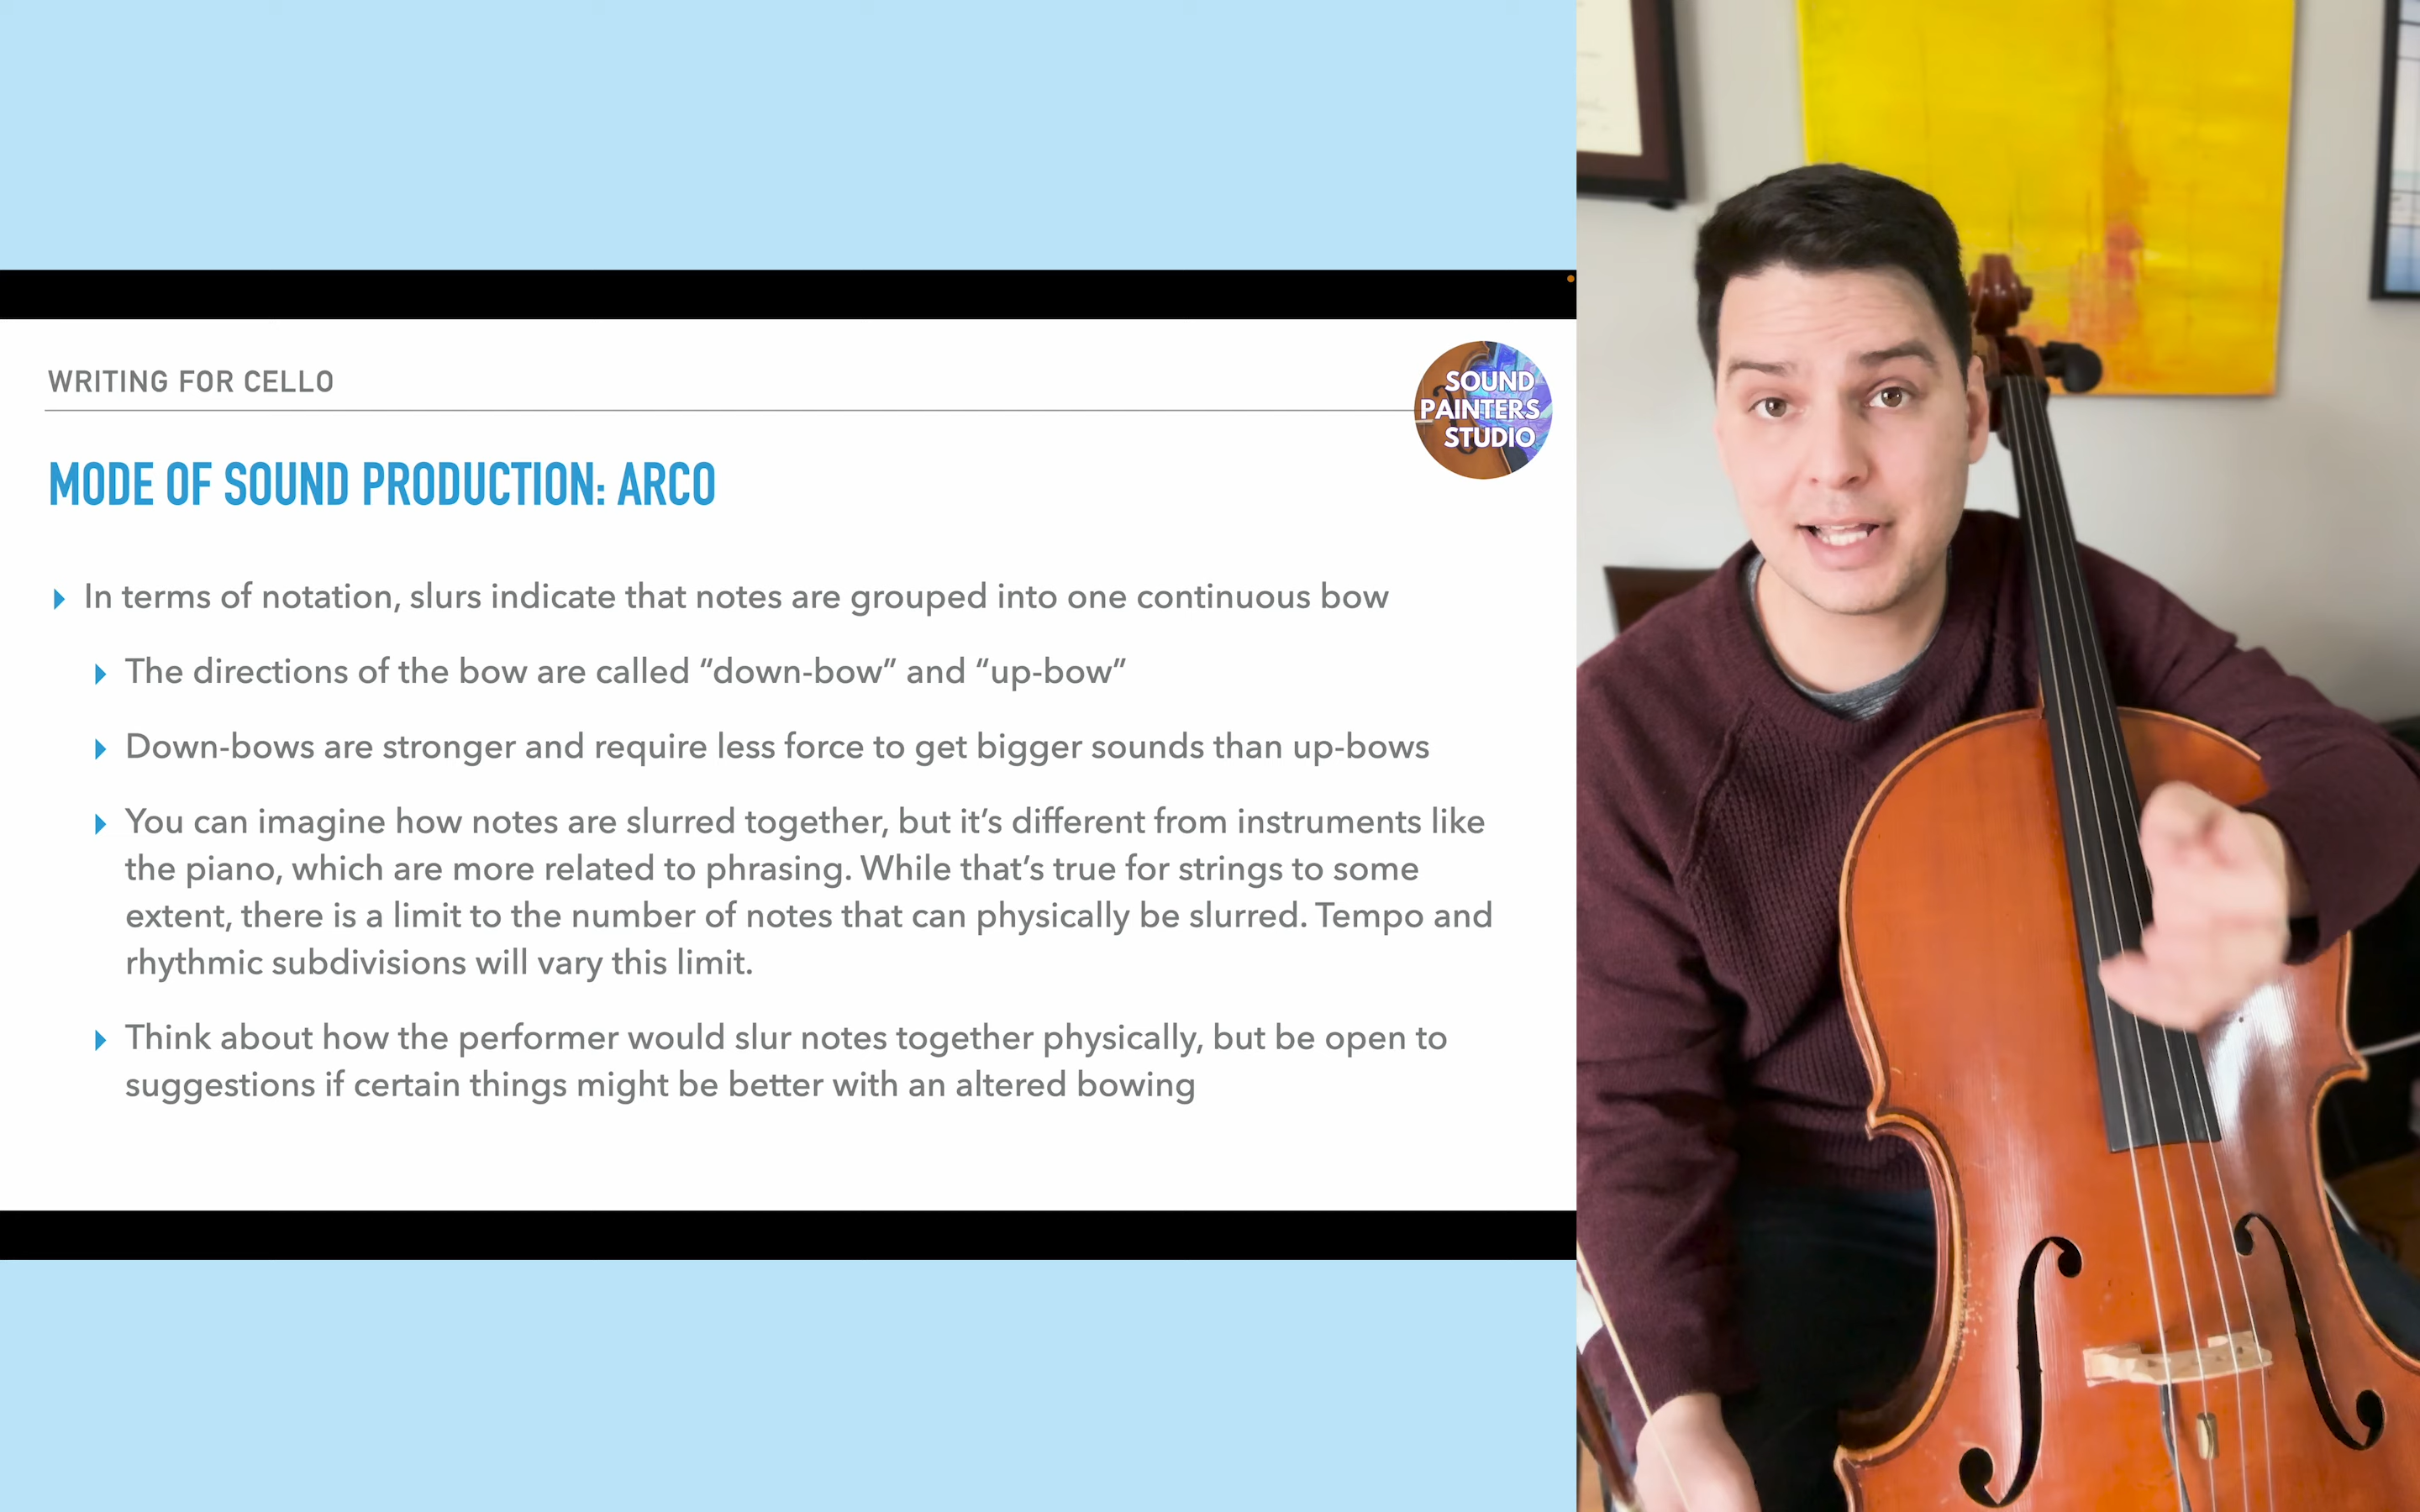 WRITING FOR CELLO
SOUND
PAINTERS
STUDIO
MODE OF SOUND PRODUCTION: ARCO
In terms of notation, slurs indicate that notes are grouped into one continuous bow
The directions of the bow are called “down-bow” and “up-bow”
Down-bows are stronger and require less force to get bigger sounds than up-bows
You can imagine how notes are slurred together, but it’s different from instruments like
the piano, which are more related to phrasing. While that’s true for strings to some
extent, there is a limit to the number of notes that can physically be slurred. Tempo and
rhythmic subdivisions will vary this limit.
Think about how the performer would slur notes together physically, but be open to
suggestions if certain things might be better with an altered bowing